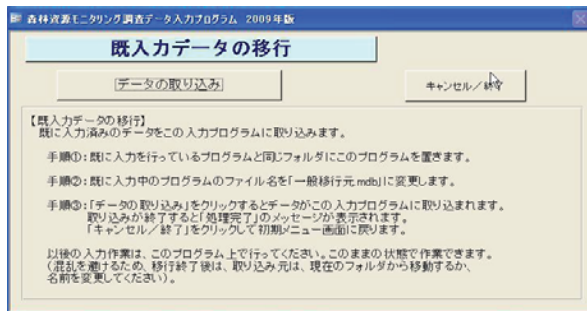 森林資源モニタリング調査データ入力プログラム 2009年版
既入力データの移行
データの取り込み
キャンセル／終了
【既入力データの移行】
既に入力済みのデータをこの入力プログラムに取り込みます。
手順①：既に入力を行っているプログラムと同じフォルダにこのプログラムを置きます。
手順②：既に入力中のプログラムのファイル名を「一般移行元.mdb」に変更します。
手順③：「データの取り込み」をクリックするとデータがこの入力プログラムに取り込まれます。
取り込みが終了すると「処理完了」のメッセージが表示されます。
「キャンセル／終了」をクリックして初期メニュー画面に戻ります。
以後の入力作業は、このプログラム上で行ってください。このままの状態で作業できます。
（混乱を避けるため、移行終了後は、取り込み元は、現在のフォルダから移動するか、
名前を変更してください）。